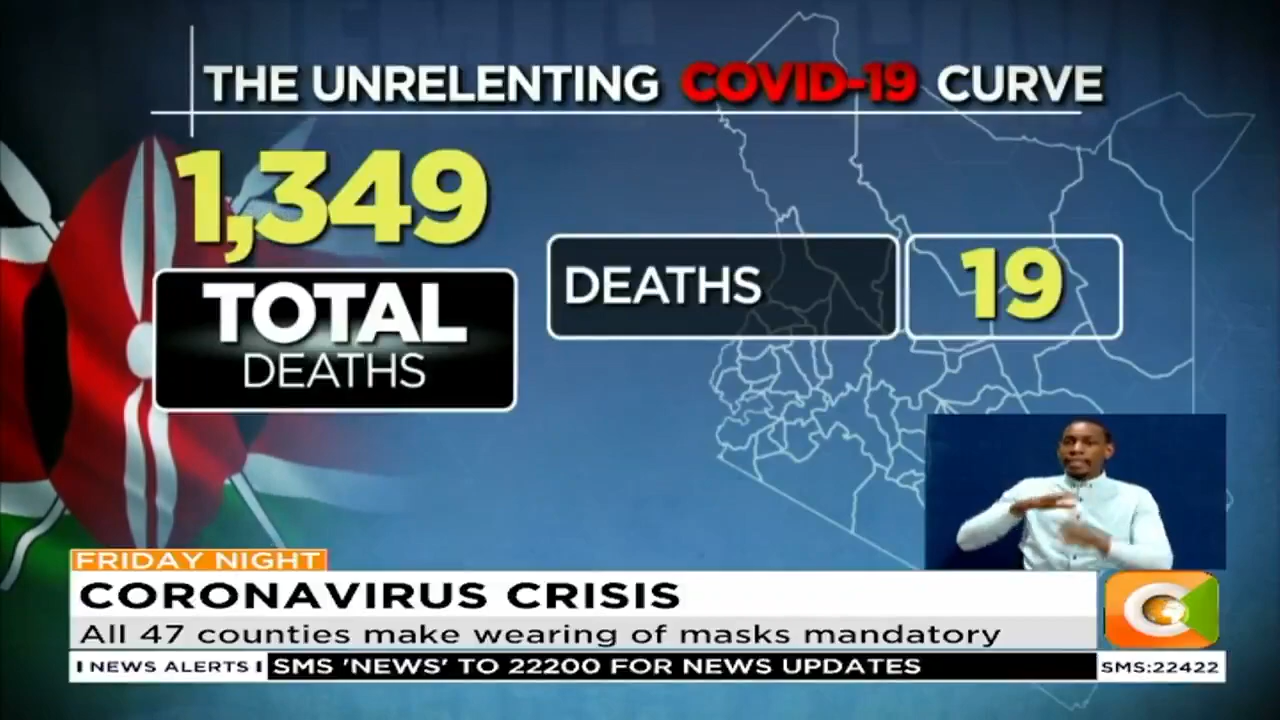 THE UNRELENTING COVID-19 CURVE
1,349
TOTAL
DEATHS
DEATHS
19
FRIDAY NIGHT
CORONAVIRUS CRISIS
All 47 counties make wearing of masks mandatory
NEWS ALERTS
SMS 'NEWS' TO 22200 FOR NEWS UPDATES
SMS:22422